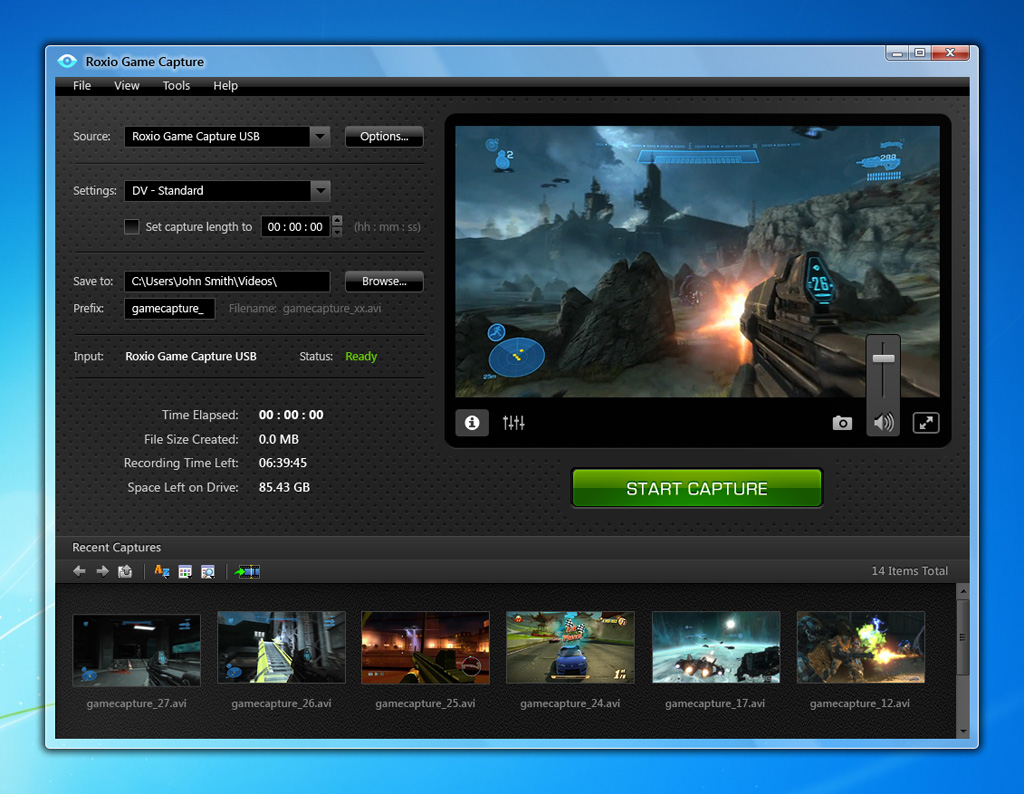 Roxio Game Capture
File View Tools Help
Source: Roxio Game Capture USB Options...
Settings: DV - Standard
Set capture length to 00 : 00 : 00 (hh : mm : ss)
Save to: C:\Users\John Smith\Videos\ Browse...
Prefix: gamecapture_ Filename: gamecapture_xx.avi
Input: Roxio Game Capture USB Status: Ready
Time Elapsed: 00 : 00 : 00
File Size Created: 0.0 MB
Recording Time Left: 06:39:45
Space Left on Drive: 85.43 GB
2
288
26
25m
START CAPTURE
Recent Captures
14 Items Total
gamecapture_27.avi gamecapture_26.avi gamecapture_25.avi gamecapture_24.avi gamecapture_17.avi gamecapture_12.avi